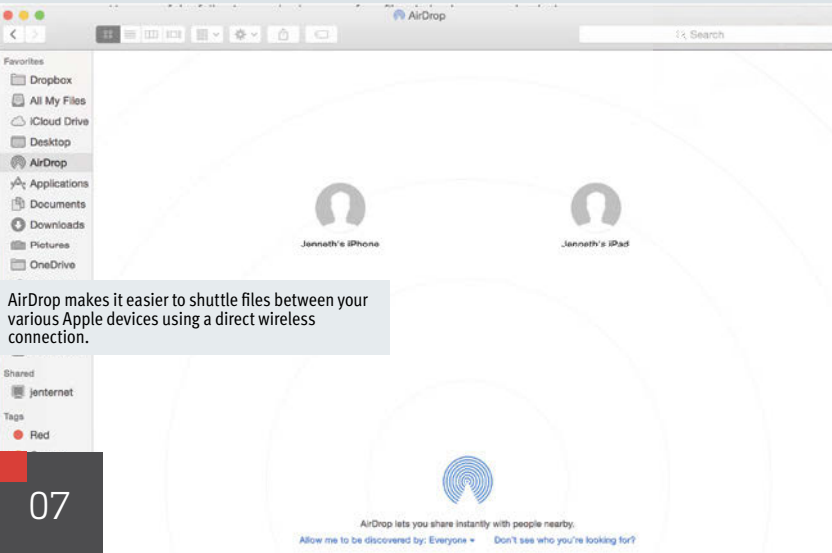 AirDrop
Search
Favorites
Dropbox
All My Files
iCloud Drive
Desktop
AirDrop
Applications
Documents
Downloads
Pictures
OneDrive
Jenneth's iPhone
Jenneth's iPad
AirDrop makes it easier to shuttle files between your
various Apple devices using a direct wireless
connection.
Shared
jenternet
Tags
Red
07
AirDrop lets you share instantly with people nearby.
Allow me to be discovered by: Everyone Don't see who you're looking for?